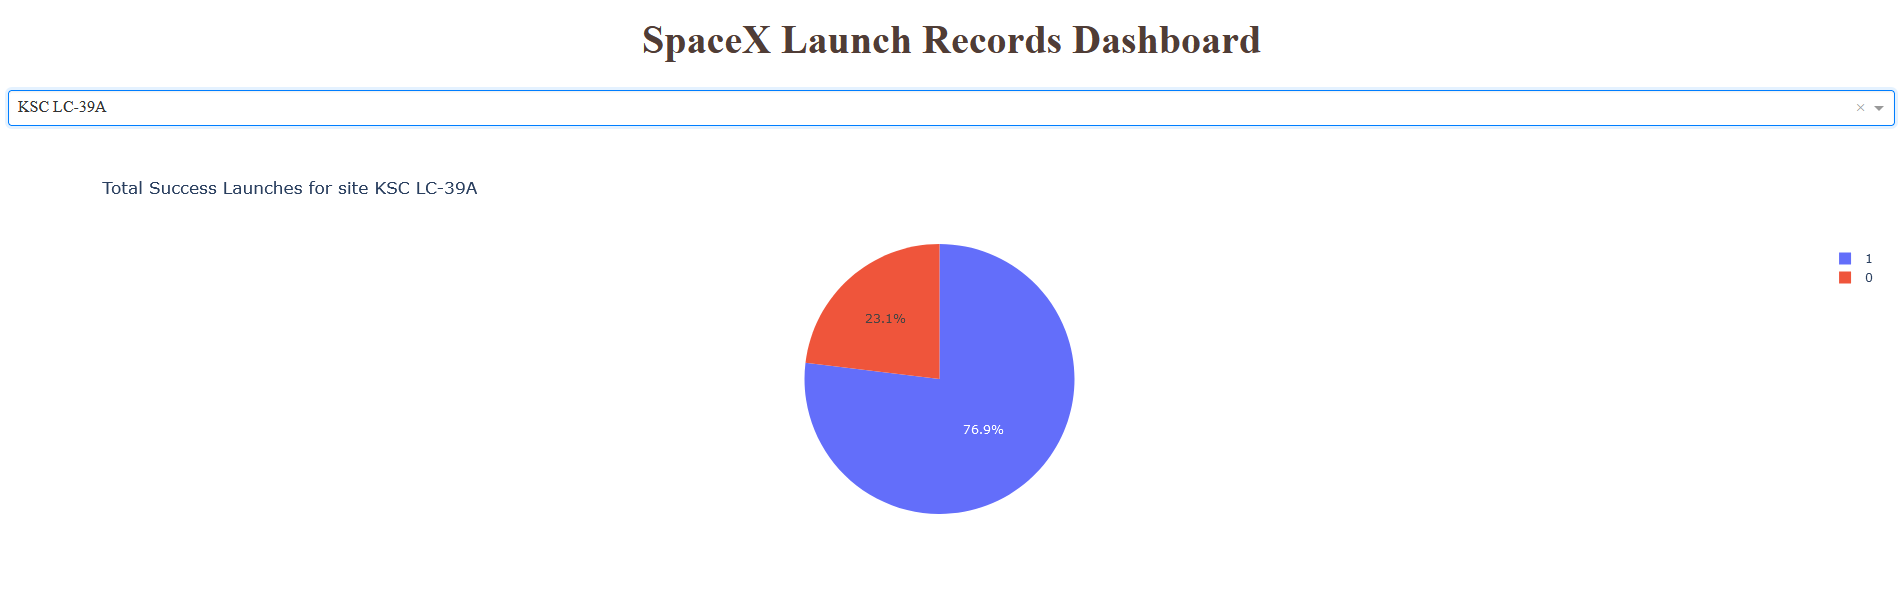 SpaceX Launch Records Dashboard
KSC LC-39A
Total Success Launches for site KSC LC-39A
1
0
23.1%
76.9%